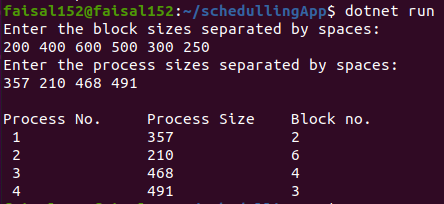 faisal152@faisal152:~/schedullingApp$ dotnet run
Enter the block sizes separated by spaces:
200 400 600 500 300 250
Enter the process sizes separated by spaces:
357 210 468 491
Process No. Process Size Block no.
1 357 2
2 210 6
3 468 4
4 491 3